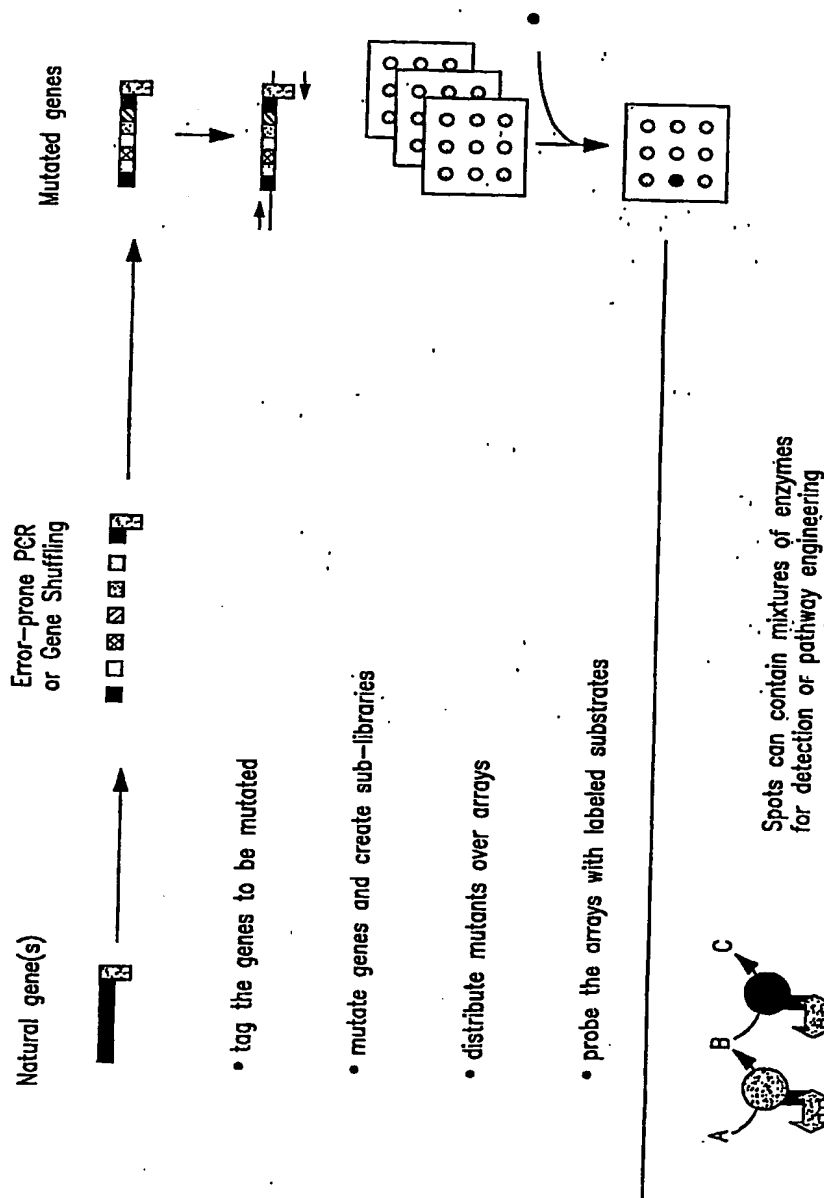 Natural gene(s)
Error-prone PCR
or Gene Shuffling
Mutated genes
• tag the genes to be mutated
• mutate genes and create sub-libraries
• distribute mutants over arrays
• probe the arrays with labeled substrates
A
B
C
Spots can contain mixtures of enzymes
for detection or pathway engineering